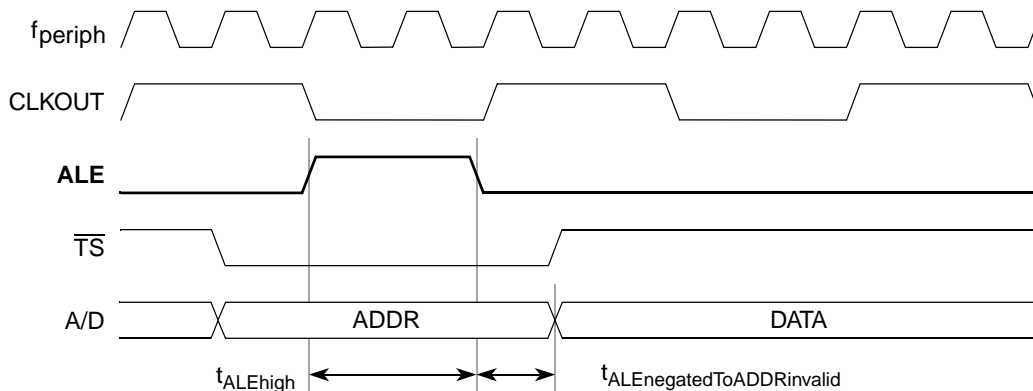 fperiph
CLKOUT
ALE
TS
A/D
ADDR
DATA
tALEhigh
tALEnegatedToADDRinvalid